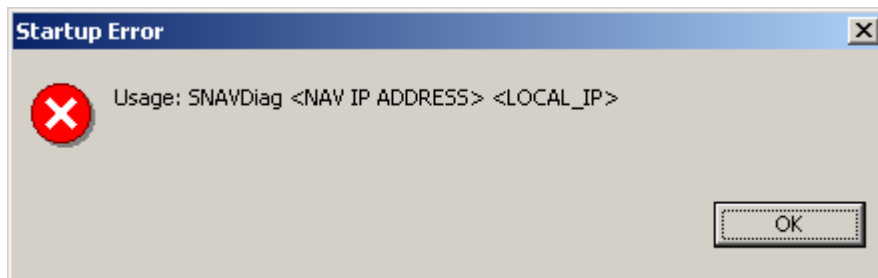 Startup Error
Usage: SNAVDiag <NAV IP ADDRESS> <LOCAL_IP>
OK